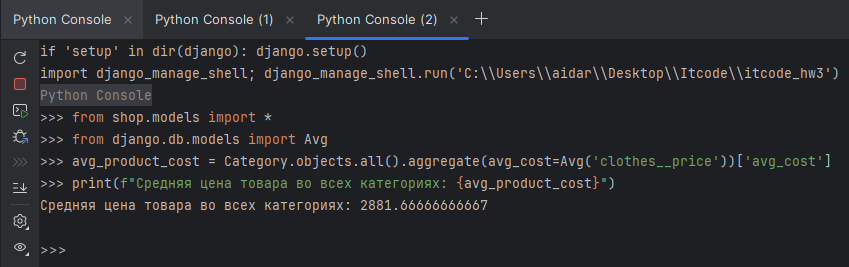 Python Console × Python Console (1) × Python Console (2) × +
if 'setup' in dir(django): django.setup()
import django_manage_shell; django_manage_shell.run('C:\\Users\\aidar\\Desktop\\Itcode\\itcode_hw3')
Python Console
>>> from shop.models import *
>>> from django.db.models import Avg
>>> avg_product_cost = Category.objects.all().aggregate(avg_cost=Avg('clothes__price'))['avg_cost']
>>> print(f"Средняя цена товара во всех категориях: {avg_product_cost}")
Средняя цена товара во всех категориях: 2881.66666666667
>>>